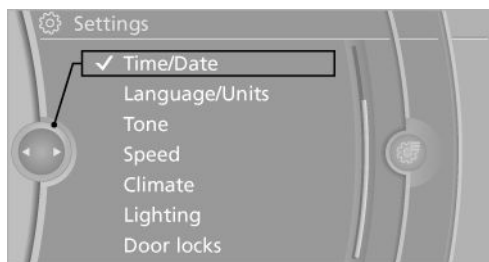 Settings
Time/Date
Language/Units
Tone
Speed
Climate
Lighting
Door locks